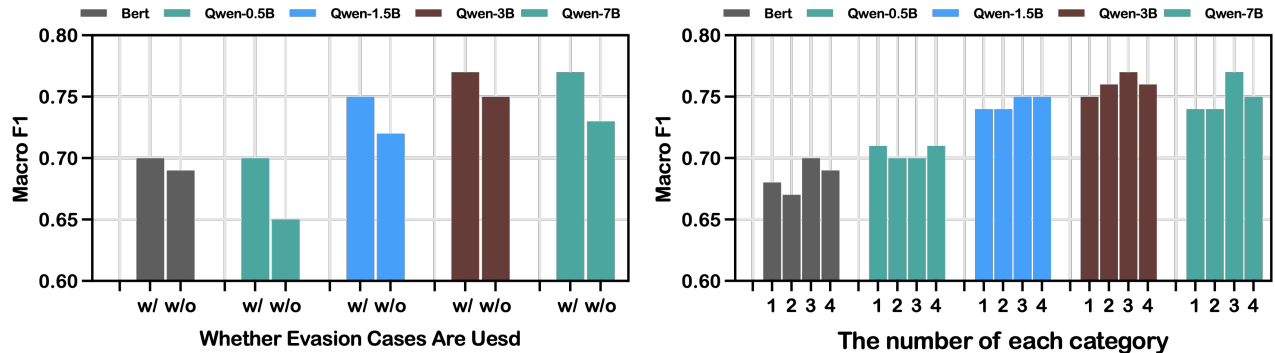 Bert Qwen-0.5B Qwen-1.5B Qwen-3B Qwen-7B
Macro F1
0.80
0.75
0.70
0.65
0.60
w/ w/o w/ w/o w/ w/o w/ w/o w/ w/o
Whether Evasion Cases Are Uesd
Bert Qwen-0.5B Qwen-1.5B Qwen-3B Qwen-7B
Macro F1
0.80
0.75
0.70
0.65
0.60
1 2 3 4 1 2 3 4 1 2 3 4 1 2 3 4 1 2 3 4
The number of each category